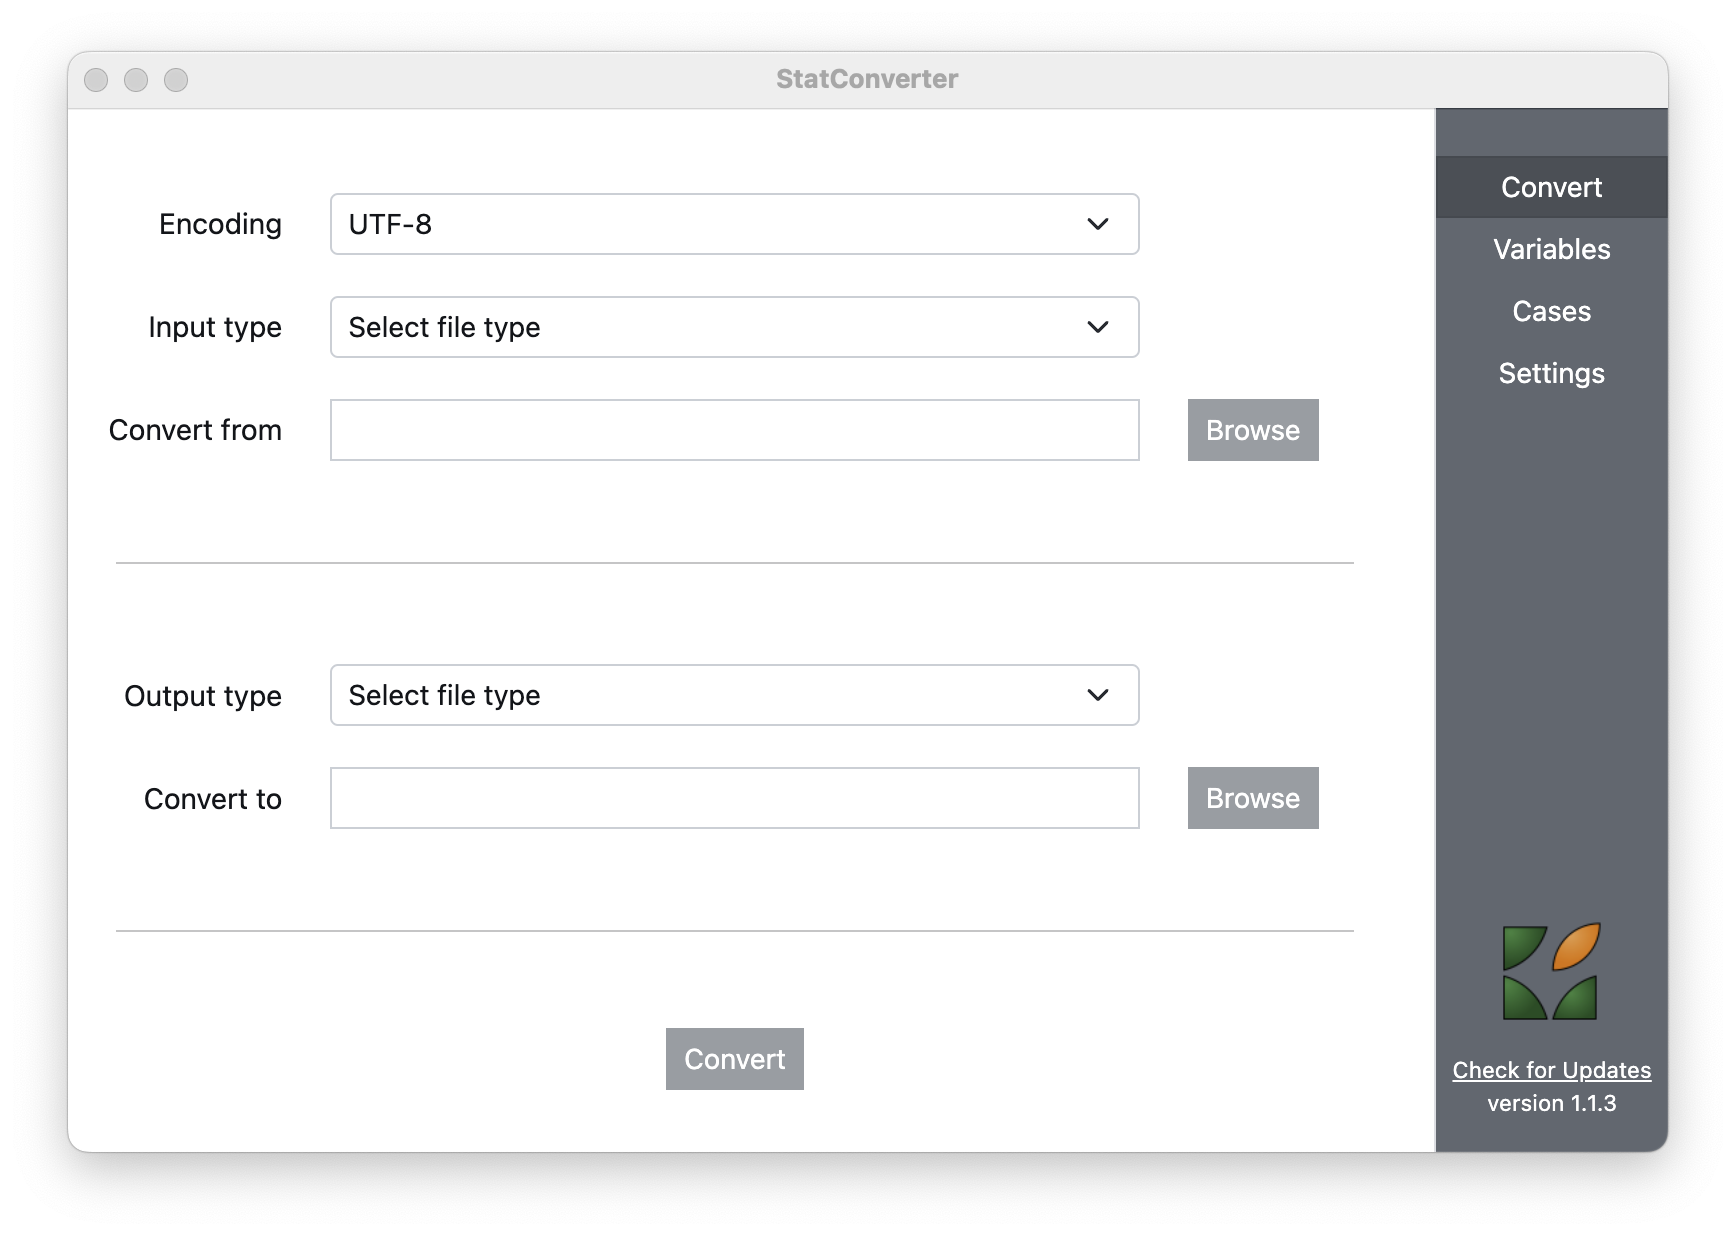 StatConverter
Encoding
UTF-8
Input type
Select file type
Convert from
Browse
Output type
Select file type
Convert to
Browse
Convert
Convert
Variables
Cases
Settings
Check for Updates
version 1.1.3